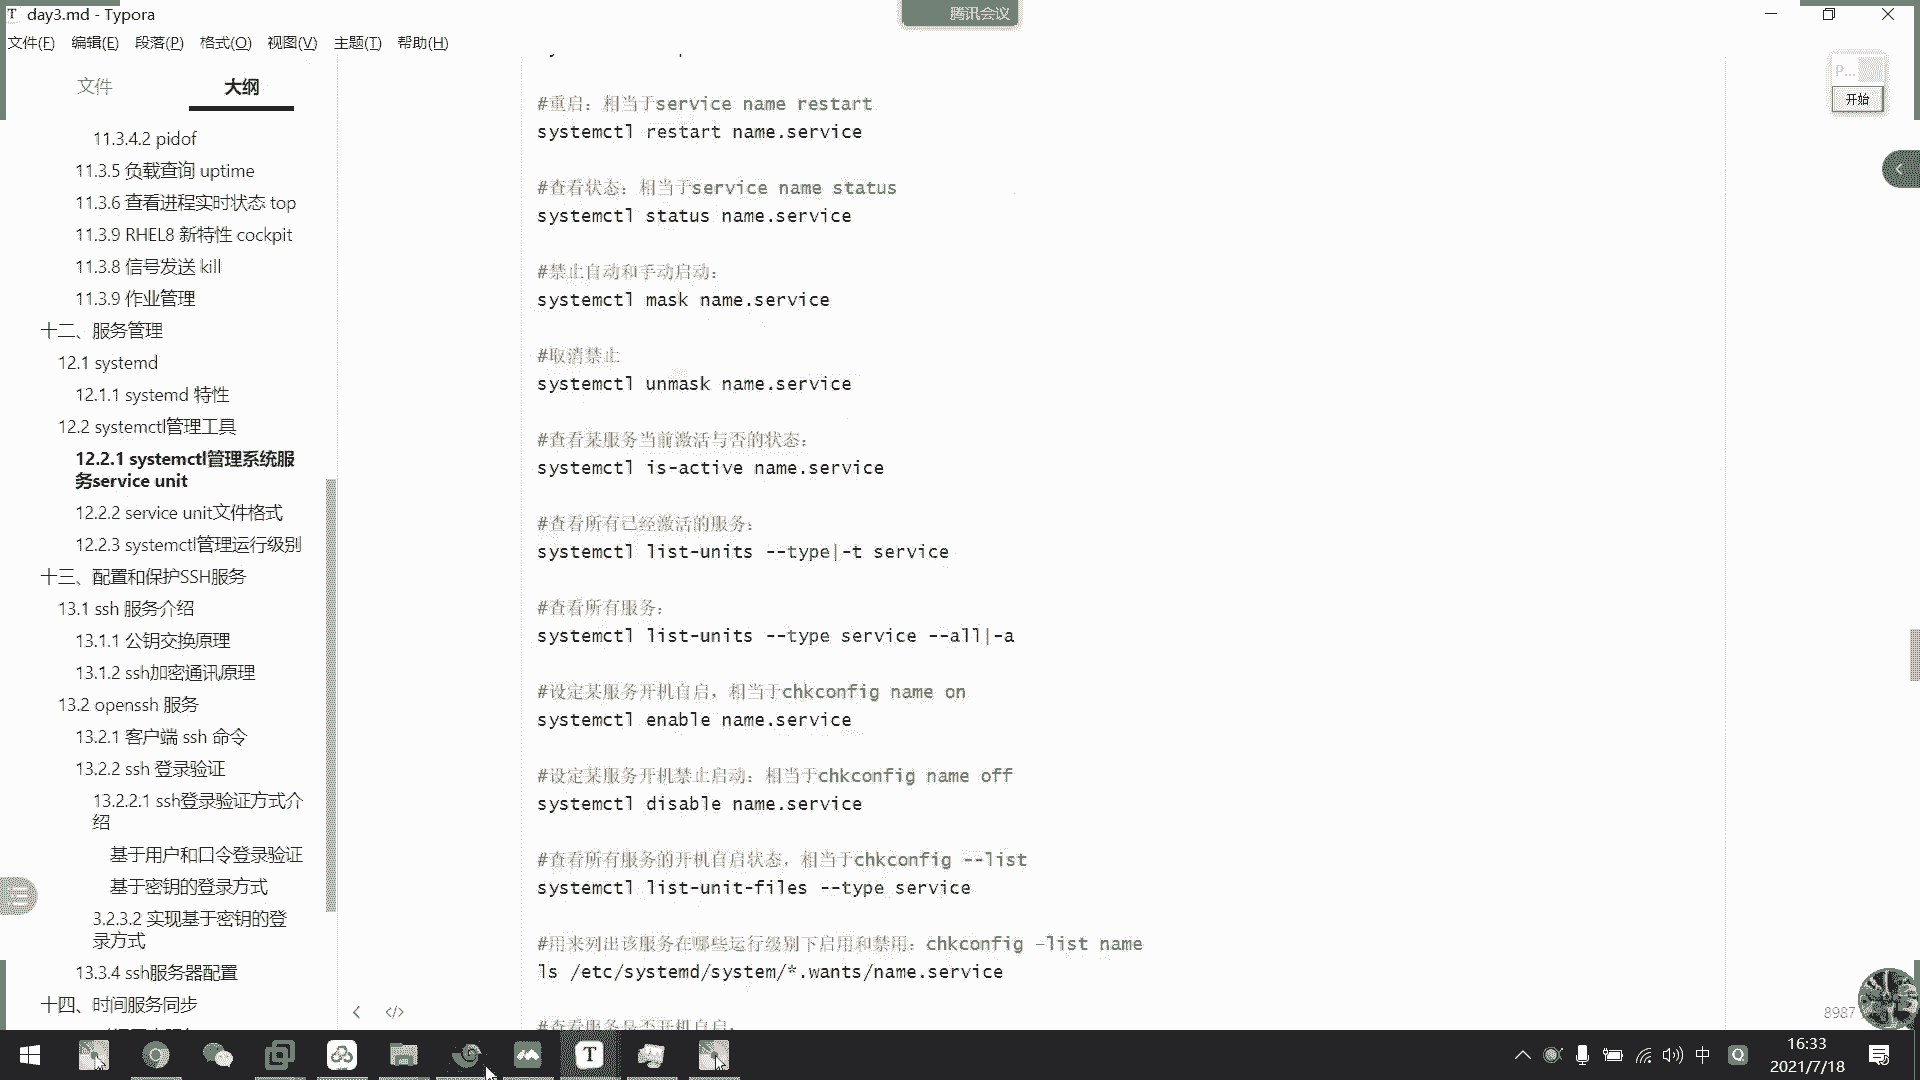 day3.md - Typora
腾讯会议
文件(F) 编辑(E) 段落(P) 格式(O) 视图(V) 主题(T) 帮助(H)
文件 大纲
11.3.4.2 pidof
11.3.5 负载查询 uptime
11.3.6 查看进程实时状态 top
11.3.9 RHEL8 新特性 cockpit
11.3.8 信号发送 kill
11.3.9 作业管理
十二、服务管理
12.1 systemd
12.1.1 systemd 特性
12.2 systemctl管理工具
12.2.1 systemctl管理系统服
务service unit
12.2.2 service unit文件格式
12.2.3 systemctl管理运行级别
十三、配置和保护SSH服务
13.1 ssh 服务介绍
13.1.1 公钥交换原理
13.1.2 ssh加密通讯原理
13.2 openssh 服务
13.2.1 客户端 ssh 命令
13.2.2 ssh 登录验证
13.2.2.1 ssh登录验证方式介
绍
基于用户和口令登录验证
基于密钥的登录方式
3.2.3.2 实现基于密钥的登
录方式
13.3.4 ssh服务器配置
十四、时间服务同步
#重启：相当于service name restart
systemctl restart name.service
#查看状态：相当于service name status
systemctl status name.service
#禁止自动和手动启动：
systemctl mask name.service
#取消禁止
systemctl unmask name.service
#查看某服务当前激活与否的状态：
systemctl is-active name.service
#查看所有已经激活的服务：
systemctl list-units --type|-t service
#查看所有服务：
systemctl list-units --type service --all|-a
#设定某服务开机自启，相当于chkconfig name on
systemctl enable name.service
#设定某服务开机禁止启动：相当于chkconfig name off
systemctl disable name.service
#查看所有服务的开机自启状态，相当于chkconfig --list
systemctl list-unit-files --type service
#用来列出该服务在哪些运行级别下启用和禁用：chkconfig –list name
ls /etc/systemd/system/*.wants/name.service
#查看服务是否开机自启：
P...
开始
8987
中
16:33
2021/7/18